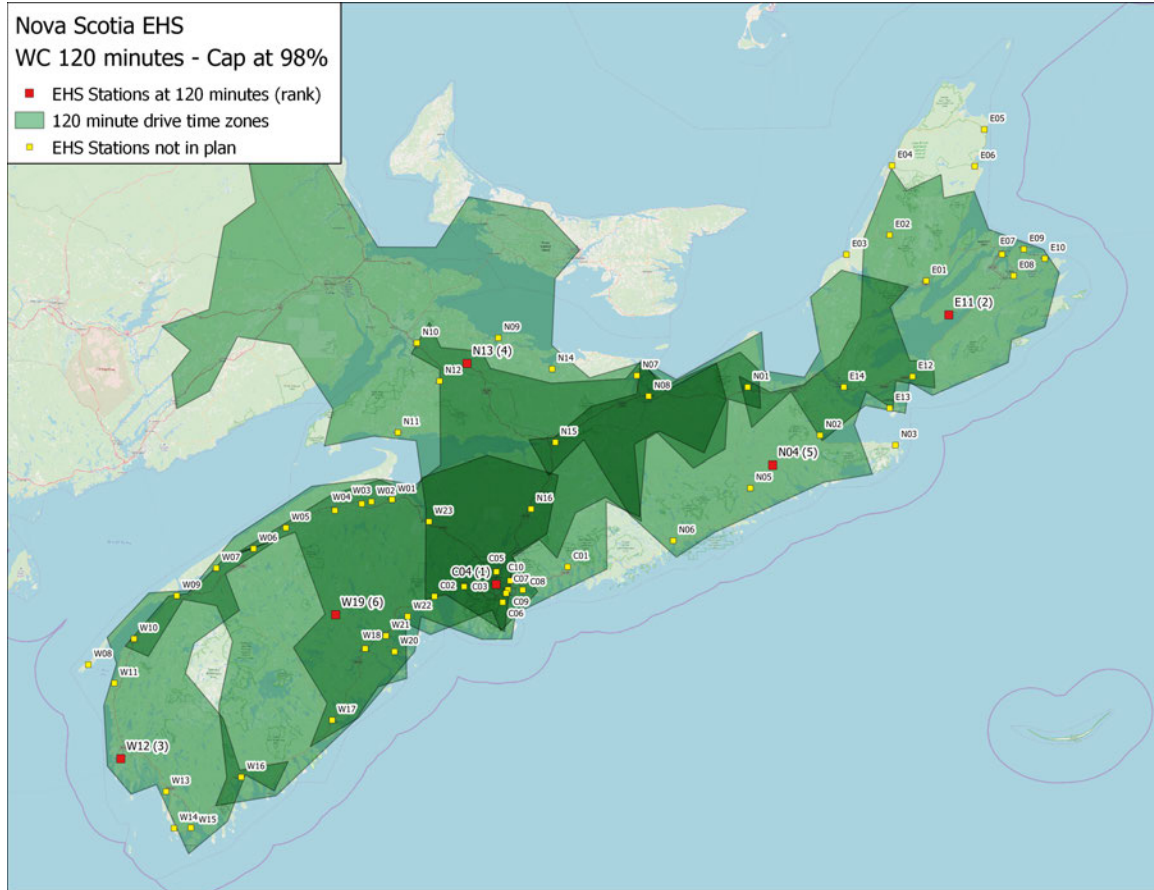 Nova Scotia EHS
WC 120 minutes - Cap at 98%
EHS Stations at 120 minutes (rank)
120 minute drive time zones
EHS Stations not in plan
E05
E04
E06
E02
E03
E07
E09
E10
E08
E01
E11 (2)
N10
N09
N13 (4)
N14
N07
N12
N08
N01
E14
E12
E13
N11
N15
N02
N03
N04 (5)
N05
W04
W03
W02
W01
N16
W23
W05
W06
N06
W07
C05
C10
C01
C04 (1)
C07
C08
W09
C02
C03
C09
C06
W19 (6)
W22
W10
W21
W18
W20
W08
W11
W17
W12 (3)
W16
W13
W14
W15